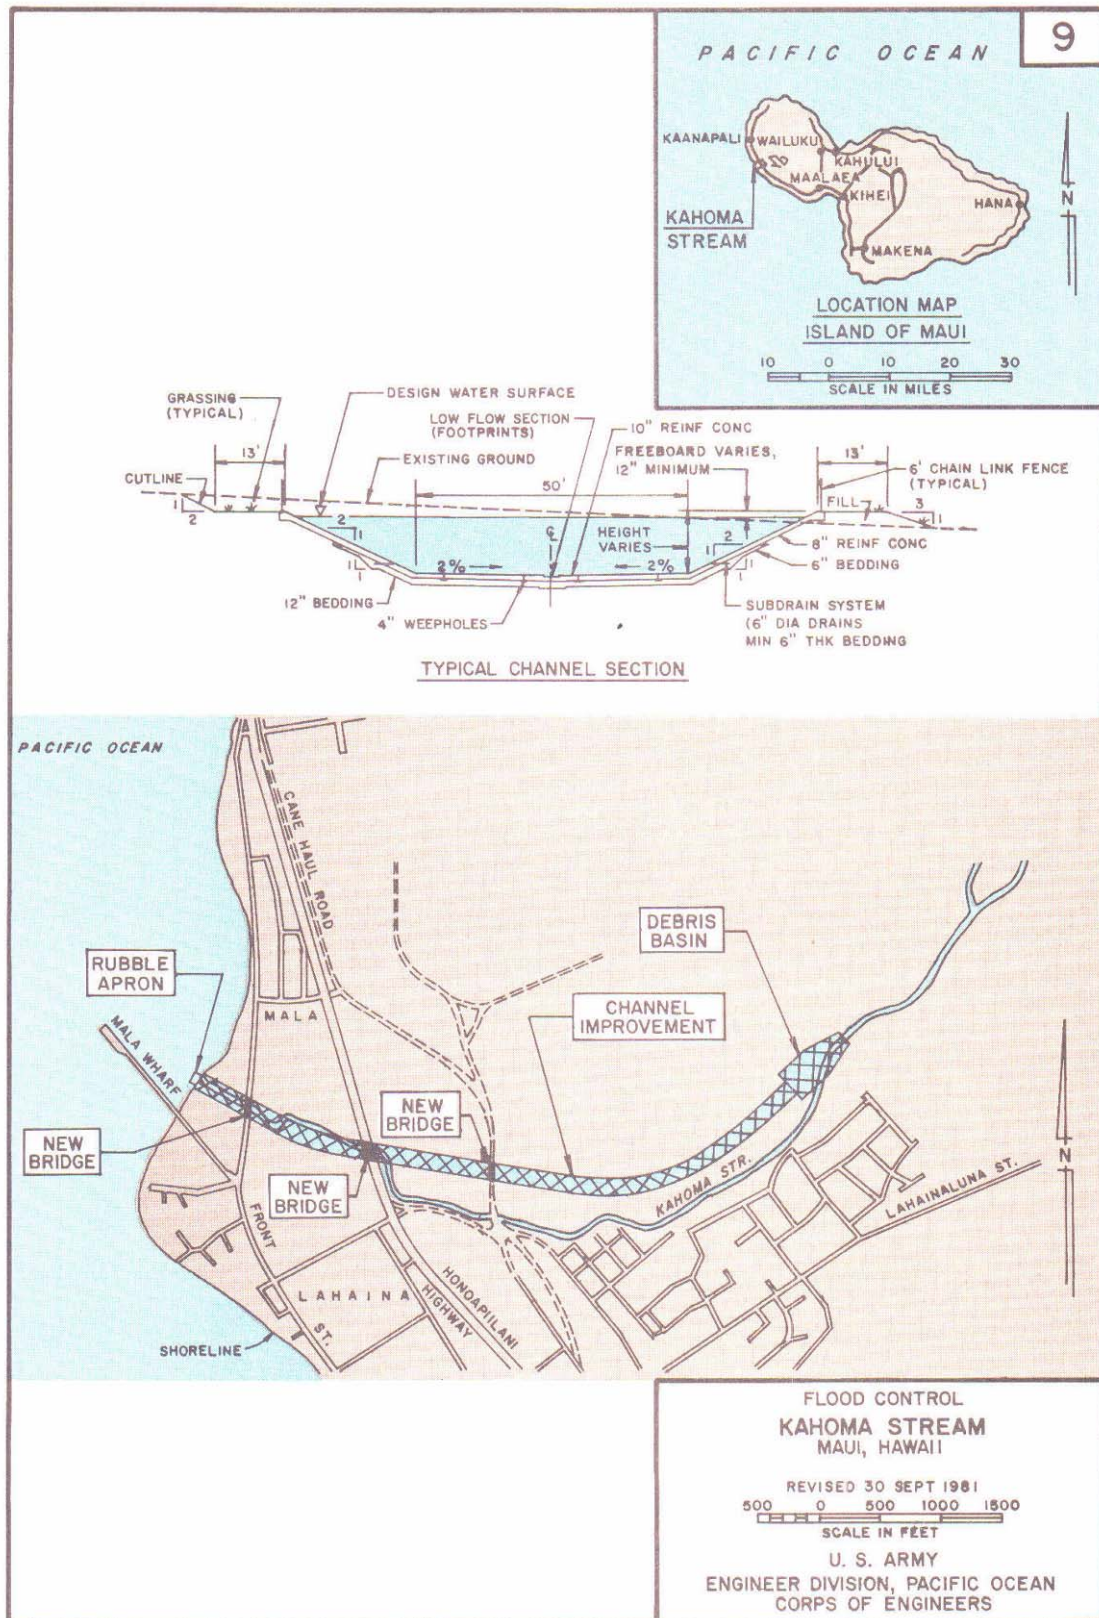 9
PACIFIC OCEAN
KAANAPALI
WAILUKU
KAHULUI
MAALAEA
KIHEI
HANA
KAHOMA
STREAM
MAKENA
N
LOCATION MAP
ISLAND OF MAUI
10 0 10 20 30
SCALE IN MILES
GRASSING
(TYPICAL)
DESIGN WATER SURFACE
LOW FLOW SECTION
(FOOTPRINTS)
10" REINF CONC
FREEBOARD VARIES,
12" MINIMUM
13'
13'
6' CHAIN LINK FENCE
(TYPICAL)
EXISTING GROUND
CUTLINE
50'
FILL
3
1
1
2
2
1
℄
HEIGHT
VARIES
2
1
8" REINF CONC
6" BEDDING
1
1
2%
2%
1
1
12" BEDDING
4" WEEPHOLES
SUBDRAIN SYSTEM
(6" DIA DRAINS
MIN 6" THK BEDDING
TYPICAL CHANNEL SECTION
PACIFIC OCEAN
CANE HAUL ROAD
DEBRIS
BASIN
RUBBLE
APRON
CHANNEL
IMPROVEMENT
MALA
MALA WHARF
NEW
BRIDGE
NEW
BRIDGE
NEW
BRIDGE
KAHOMA STR.
LAHAINALUNA ST.
N
FRONT
ST.
LAHAINA
HONOAPIILANI
HIGHWAY
SHORELINE
FLOOD CONTROL
KAHOMA STREAM
MAUI, HAWAII
REVISED 30 SEPT 1981
500 0 500 1000 1500
SCALE IN FEET
U. S. ARMY
ENGINEER DIVISION, PACIFIC OCEAN
CORPS OF ENGINEERS